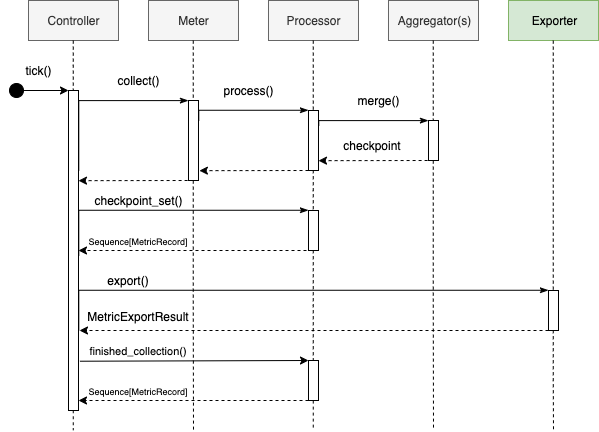 Controller
Meter
Processor
Aggregator(s)
Exporter
tick()
collect()
process()
merge()
checkpoint
checkpoint_set()
Sequence[MetricRecord]
export()
MetricExportResult
finished_collection()
Sequence[MetricRecord]